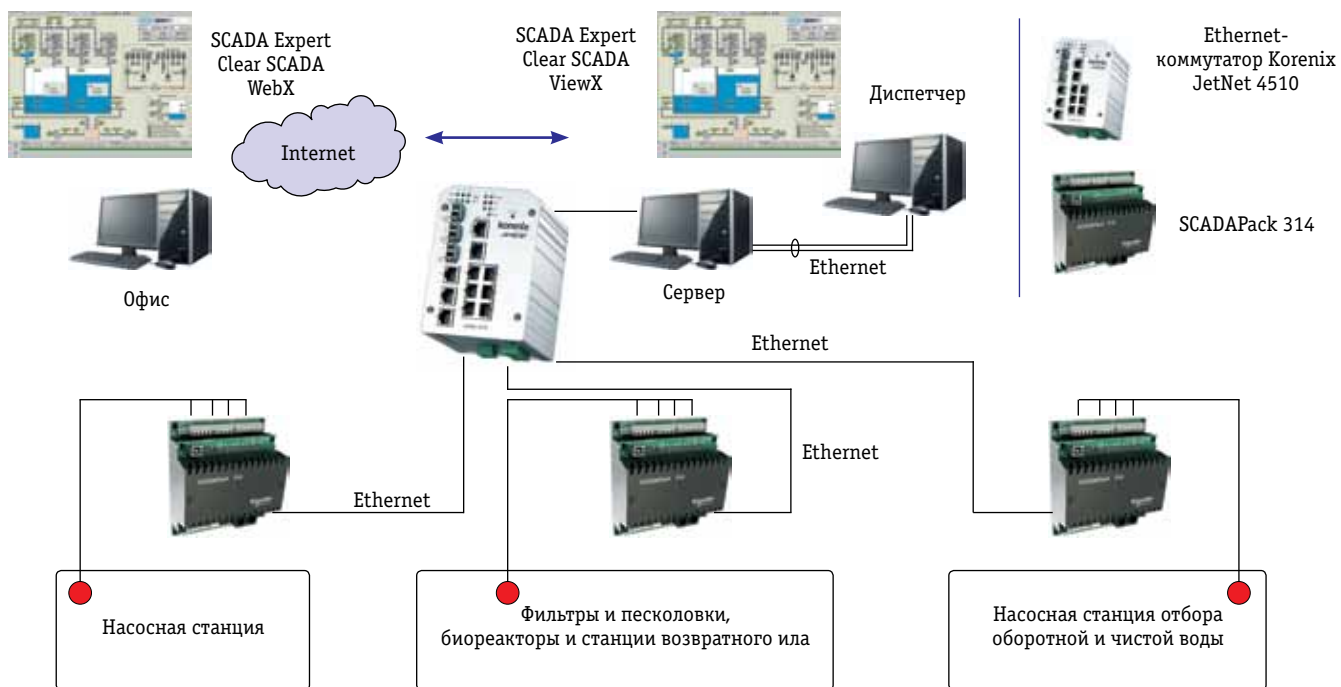 SCADA Expert
Clear SCADA
WebX
SCADA Expert
Clear SCADA
ViewX
Диспетчер
Ethernet-
коммутатор Korenix
JetNet 4510
Internet
korenix
SCADAPack 314
Офис
Сервер
Ethernet
Ethernet
Ethernet
Ethernet
Насосная станция
Фильтры и песколовки,
биореакторы и станции возвратного ила
Насосная станция отбора
оборотной и чистой воды